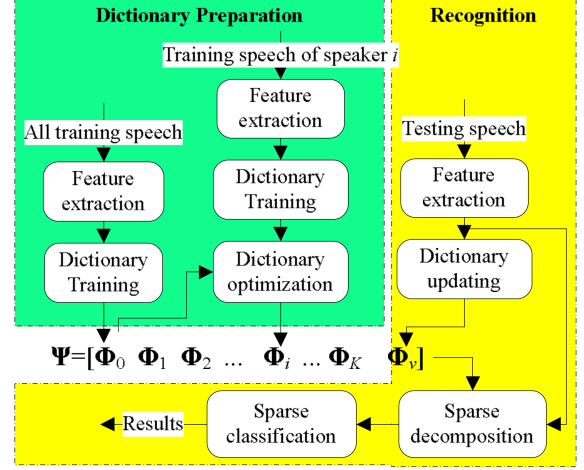 Dictionary Preparation
Recognition
Training speech of speaker i
Feature
extraction
All training speech
Testing speech
Feature
extraction
Dictionary
Training
Feature
extraction
Dictionary
Training
Dictionary
optimization
Dictionary
updating
Ψ=[Φ0 Φ1 Φ2 ... Φi ... ΦK Φv]
Results
Sparse
classification
Sparse
decomposition